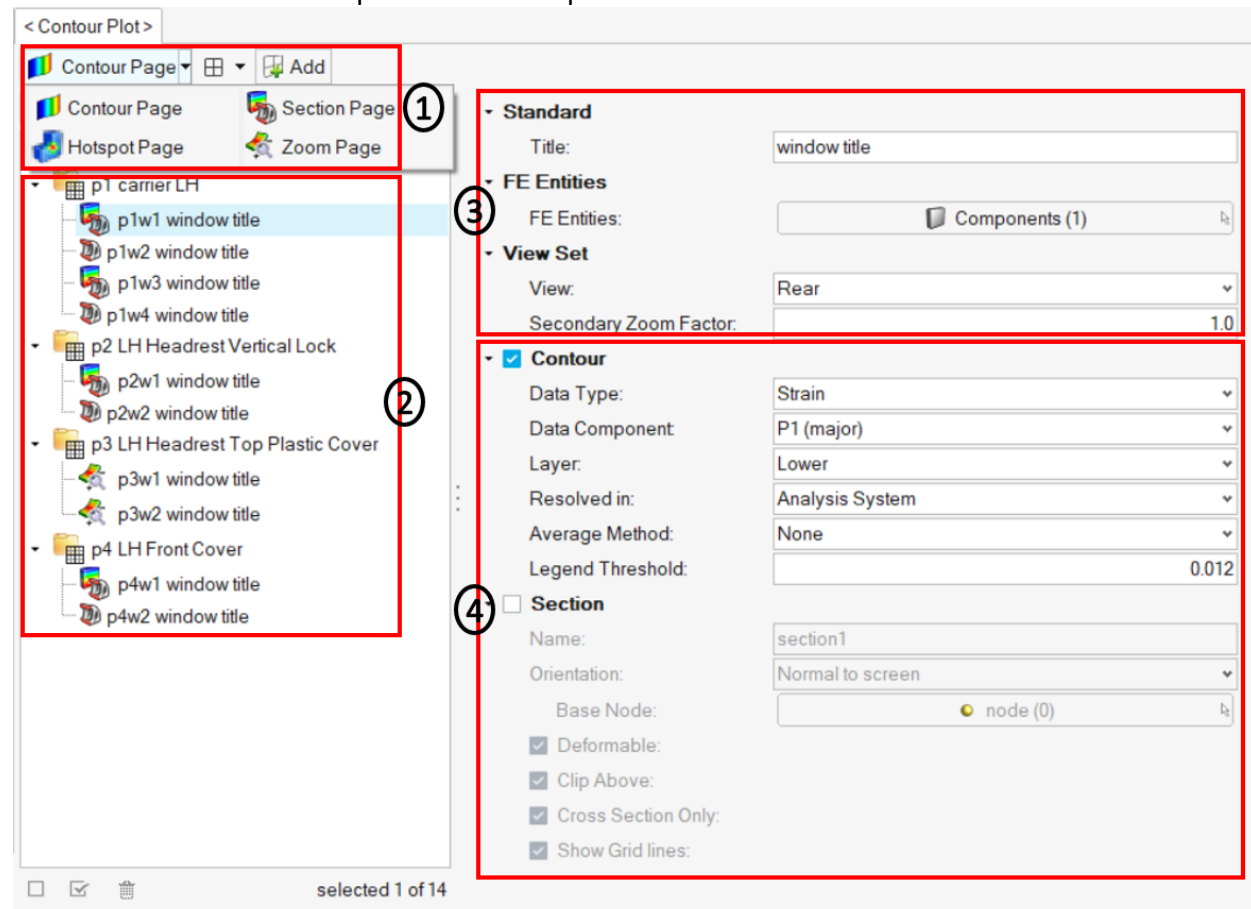 < Contour Plot >
Contour Page Add
Contour Page Section Page
Hotspot Page Zoom Page
1
p1 carrier LH
p1w1 window title
p1w2 window title
p1w3 window title
p1w4 window title
p2 LH Headrest Vertical Lock
p2w1 window title
p2w2 window title
2
p3 LH Headrest Top Plastic Cover
p3w1 window title
p3w2 window title
p4 LH Front Cover
p4w1 window title
p4w2 window title
selected 1 of 14
Standard
Title: window title
3
FE Entities
FE Entities: Components (1)
View Set
View: Rear
Secondary Zoom Factor: 1.0
Contour
Data Type: Strain
Data Component: P1 (major)
Layer: Lower
Resolved in: Analysis System
Average Method: None
Legend Threshold: 0.012
4
Section
Name: section1
Orientation: Normal to screen
Base Node: node (0)
Deformable:
Clip Above:
Cross Section Only:
Show Grid lines: